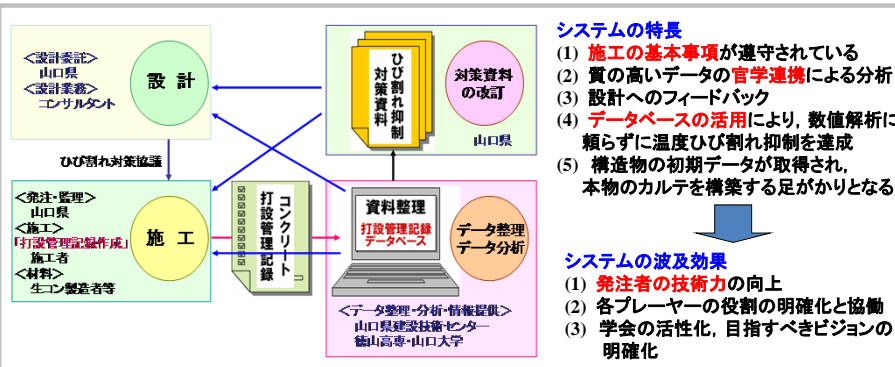 <設計委託>
山口県
<設計業務>
コンサルタント
設 計
ひび割れ抑制
対策資料
対策資料
の改訂
山口県
ひび割れ対策協議
<発注・監理>
山口県
<施工>
「打設管理記録作成」
施工者
<材料>
生コン製造者等
施 工
コンクリート
打設管理記録
資料整理
打設管理記録
データベース
データ整理
データ分析
<データ整理・分析・情報提供>
山口県建設技術センター
徳山高専・山口大学
システムの特長
(1) 施工の基本事項が遵守されている
(2) 質の高いデータの官学連携による分析
(3) 設計へのフィードバック
(4) データベースの活用により，数値解析に
頼らずに温度ひび割れ抑制を達成
(5) 構造物の初期データが取得され，
本物のカルテを構築する足がかりとなる
システムの波及効果
(1) 発注者の技術力の向上
(2) 各プレーヤーの役割の明確化と協働
(3) 学会の活性化，目指すべきビジョンの
明確化